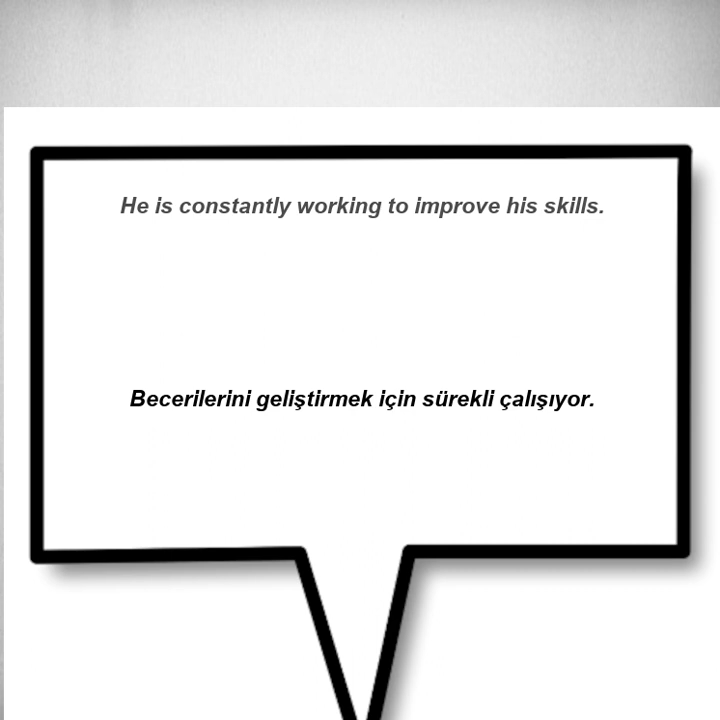 He is constantly working to improve his skills.
Becerilerini geliştirmek için sürekli çalışıyor.